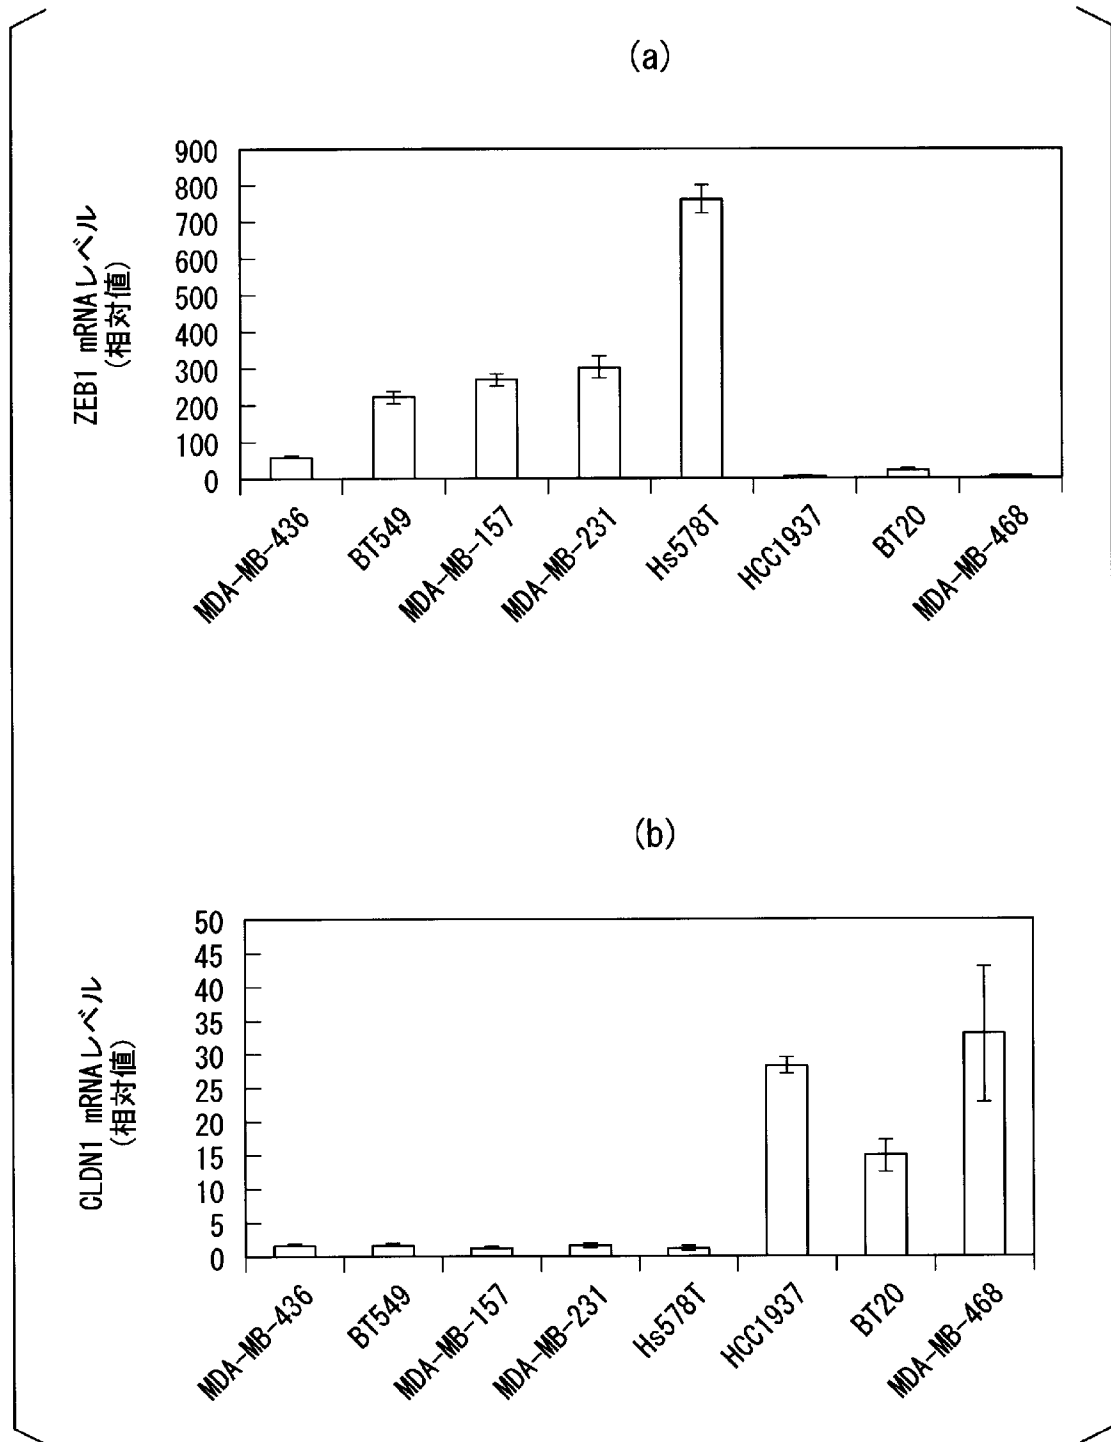 (a)
ZEB1 mRNAレベル
(相対値)
900
800
700
600
500
400
300
200
100
0
MDA-MB-436
BT549
MDA-MB-157
MDA-MB-231
Hs578T
HCC1937
BT20
MDA-MB-468
(b)
CLDN1 mRNAレベル
(相対値)
50
45
40
35
30
25
20
15
10
5
0
MDA-MB-436
BT549
MDA-MB-157
MDA-MB-231
Hs578T
HCC1937
BT20
MDA-MB-468